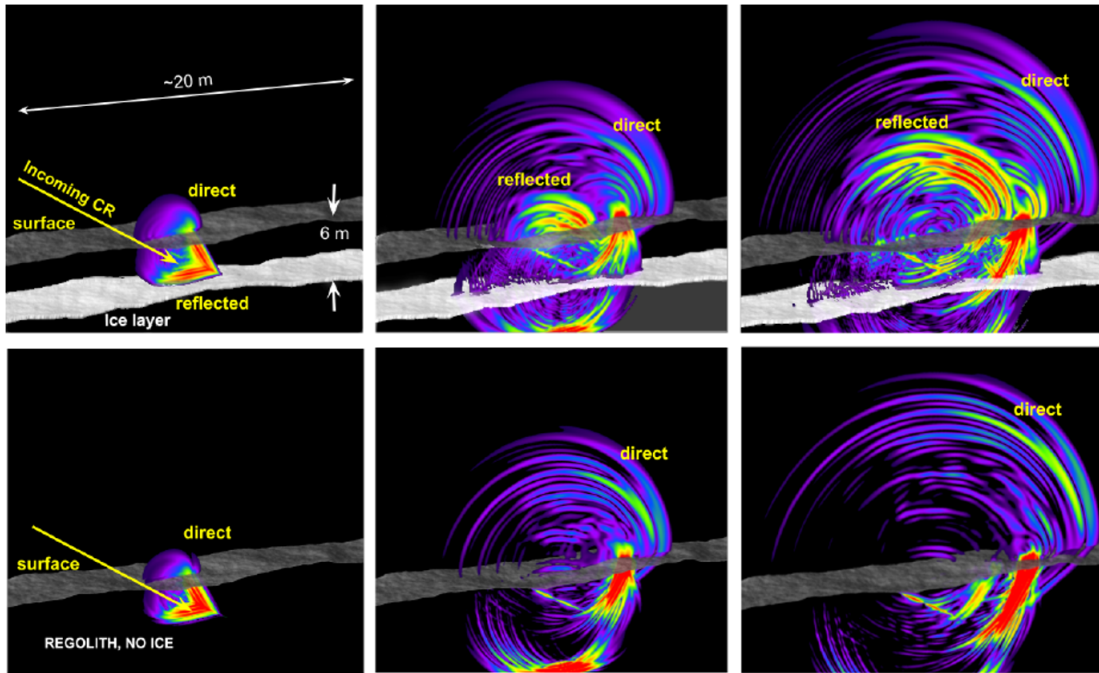 ~20 m
Incoming CR
direct
surface
6 m
reflected
Ice layer
direct
reflected
direct
reflected
direct
surface
REGOLITH, NO ICE
direct
direct